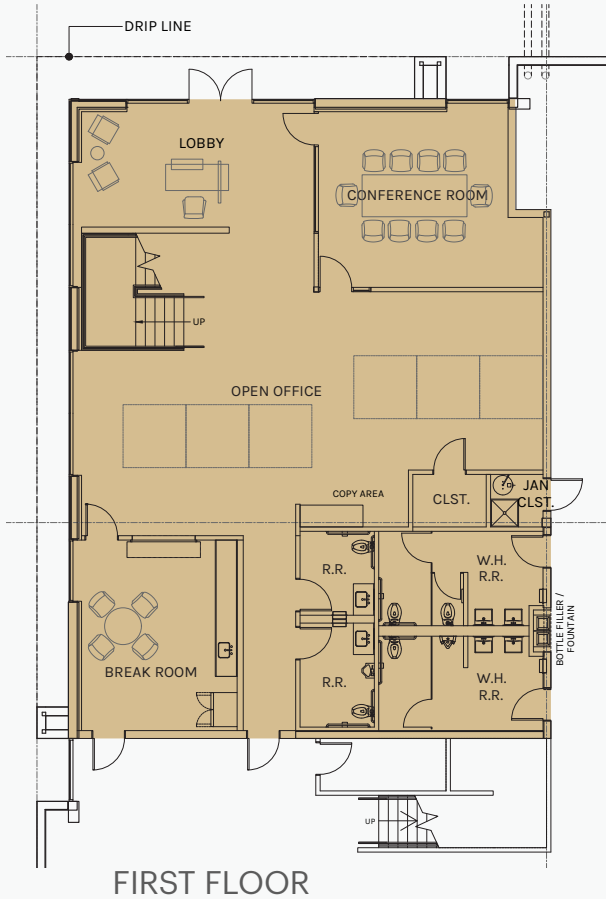 DRIP LINE
LOBBY
CONFERENCE ROOM
UP
OPEN OFFICE
COPY AREA
CLST.
JAN
CLST.
R.R.
W.H.
R.R.
BOTTLE FILLER /
FOUNTAIN
BREAK ROOM
R.R.
W.H.
R.R.
UP
FIRST FLOOR